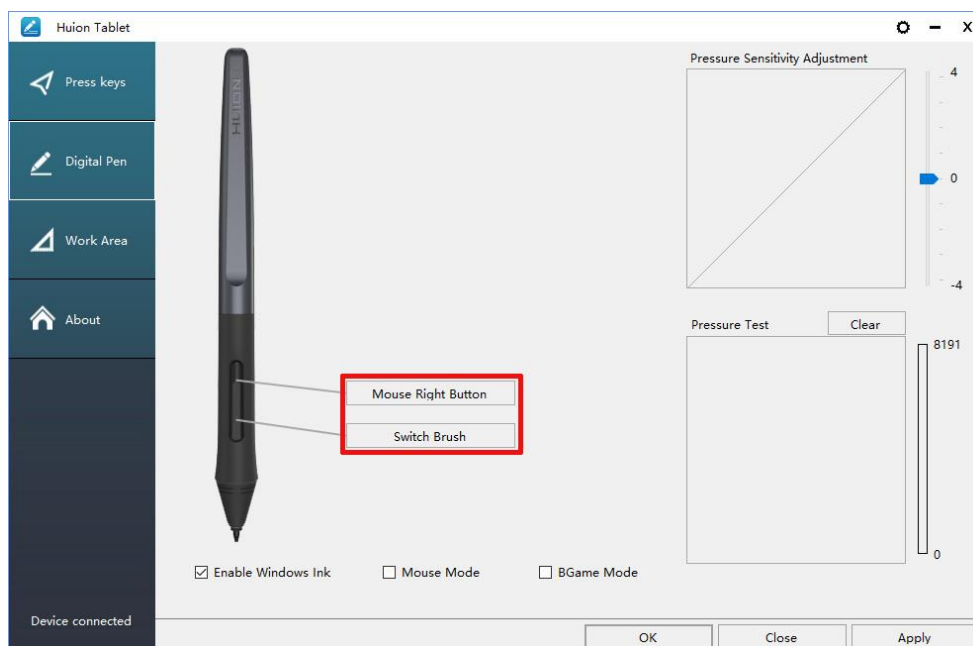 Huion Tablet
X
Press keys
Digital Pen
Work Area
About
Device connected
HUION
Mouse Right Button
Switch Brush
Enable Windows Ink
Mouse Mode
BGame Mode
Pressure Sensitivity Adjustment
4
0
-4
Pressure Test
Clear
8191
0
OK
Close
Apply